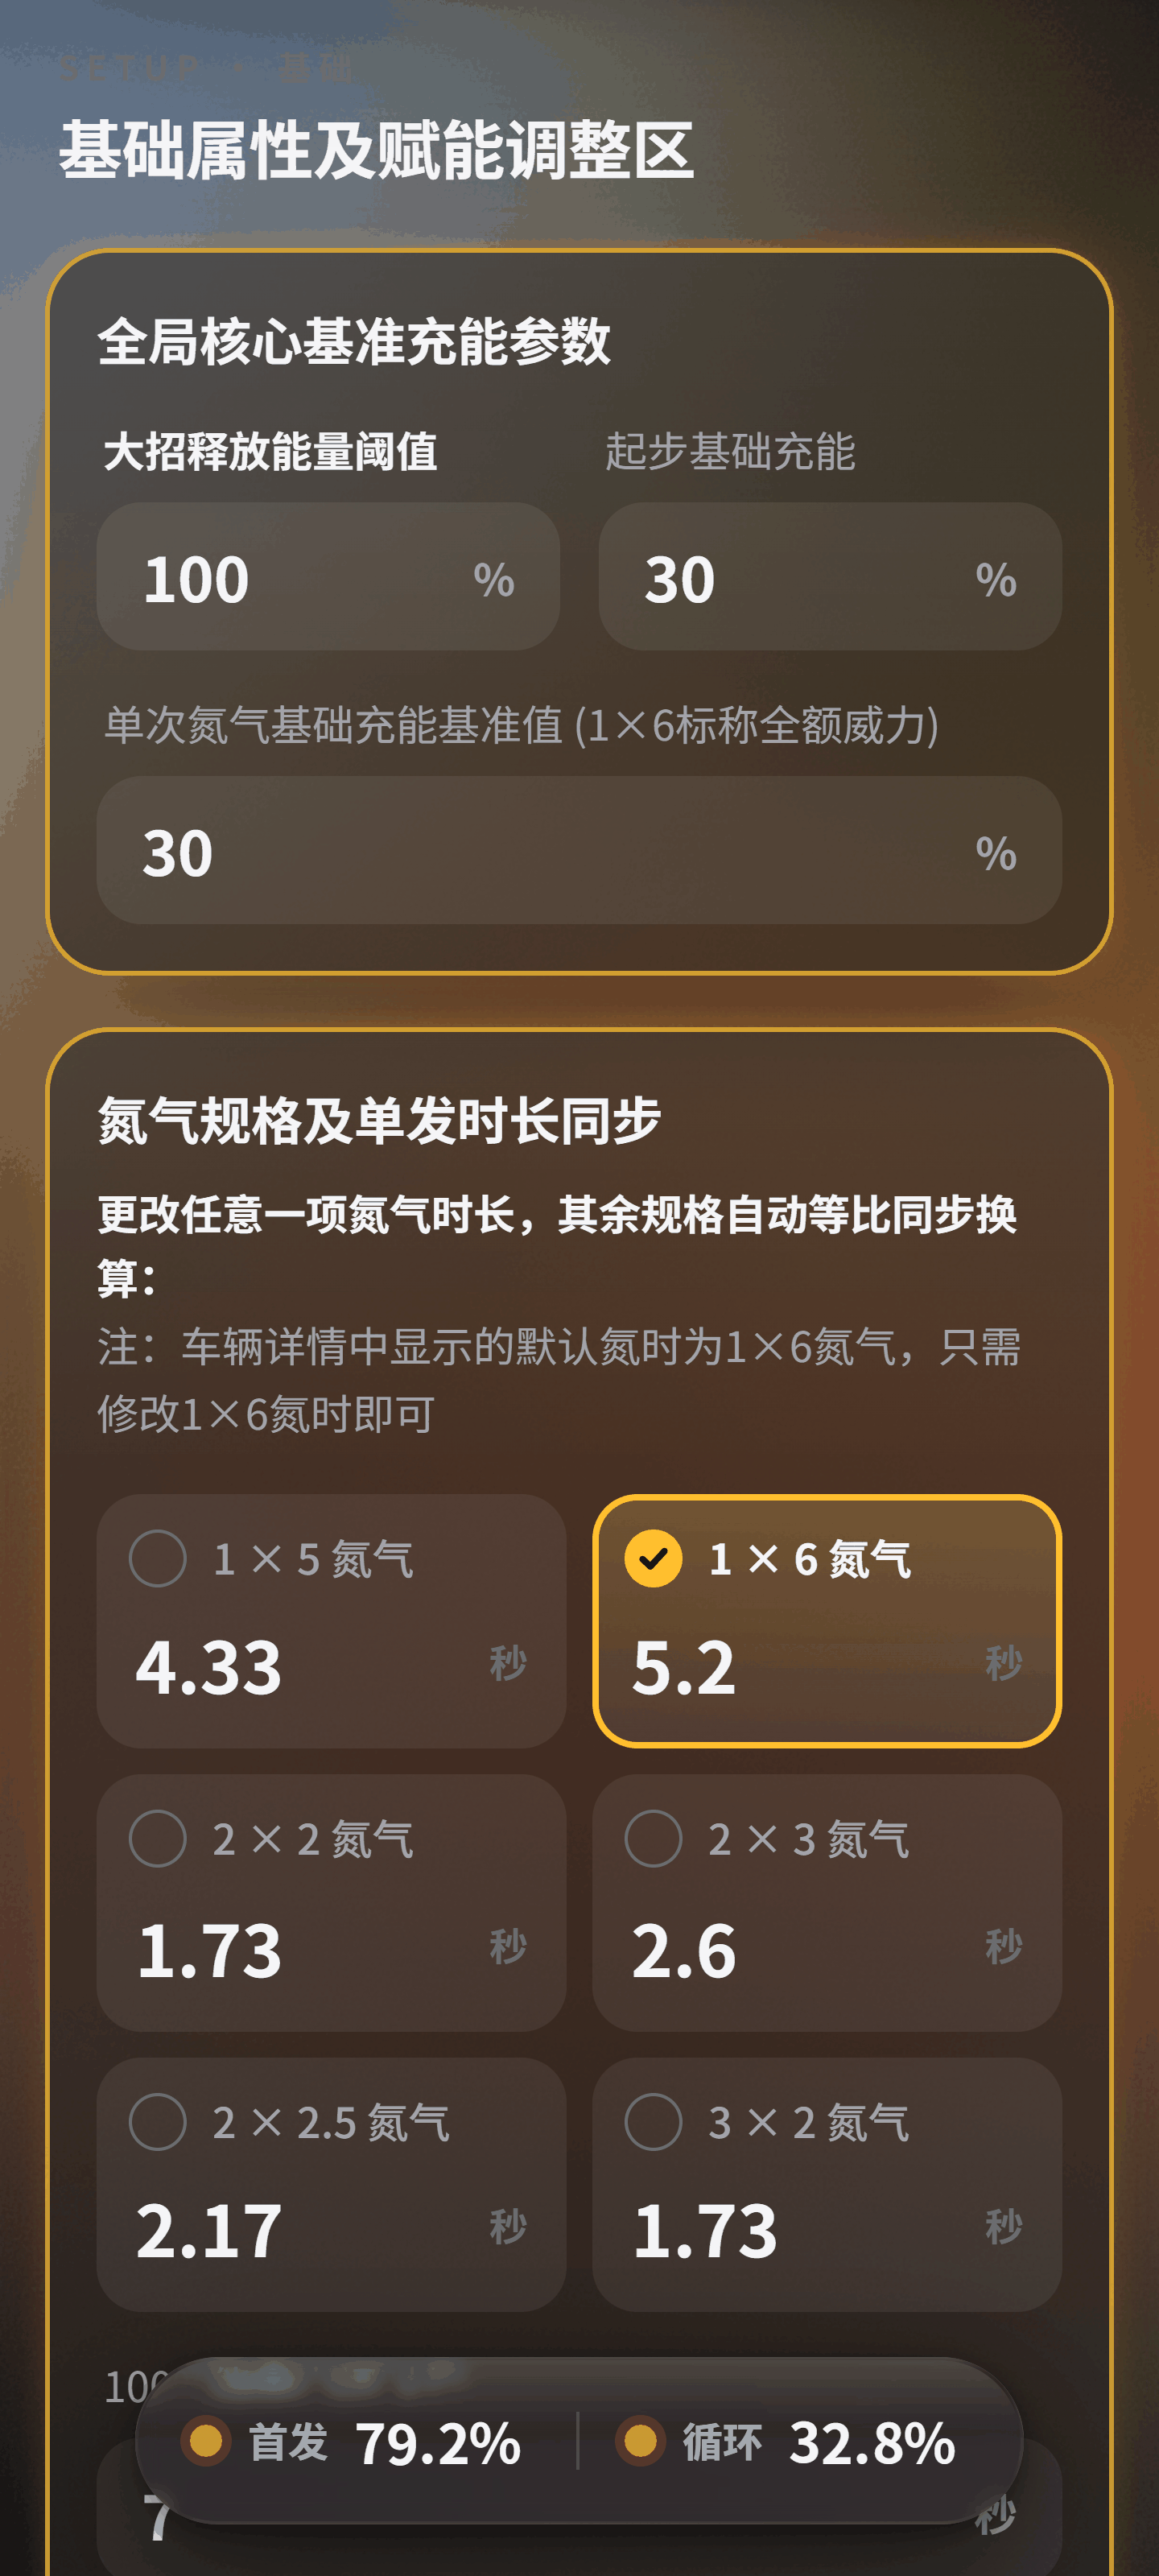 SETUP · 基础
基础属性及赋能调整区
全局核心基准充能参数
大招释放能量阈值
起步基础充能
100 %
30 %
单次氮气基础充能基准值 (1×6标称全额威力)
30 %
氮气规格及单发时长同步
更改任意一项氮气时长，其余规格自动等比同步换
算：
注：车辆详情中显示的默认氮时为1×6氮气，只需
修改1×6氮时即可
1 × 5 氮气
4.33 秒
1 × 6 氮气
5.2 秒
2 × 2 氮气
1.73 秒
2 × 3 氮气
2.6 秒
2 × 2.5 氮气
2.17 秒
3 × 2 氮气
1.73 秒
首发 79.2%
循环 32.8%
7 秒